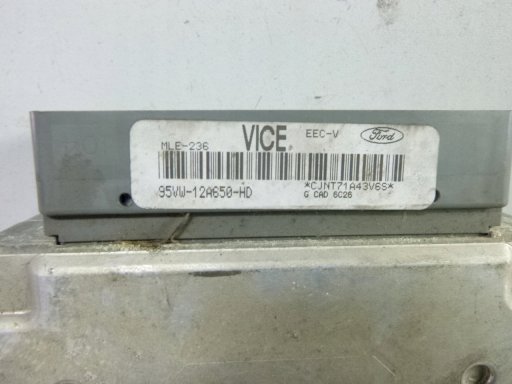 VICE EEC-V Ford
MLE-236
95VW-12A650-HD *CJNT71A43V6S*
G CAD 6C26